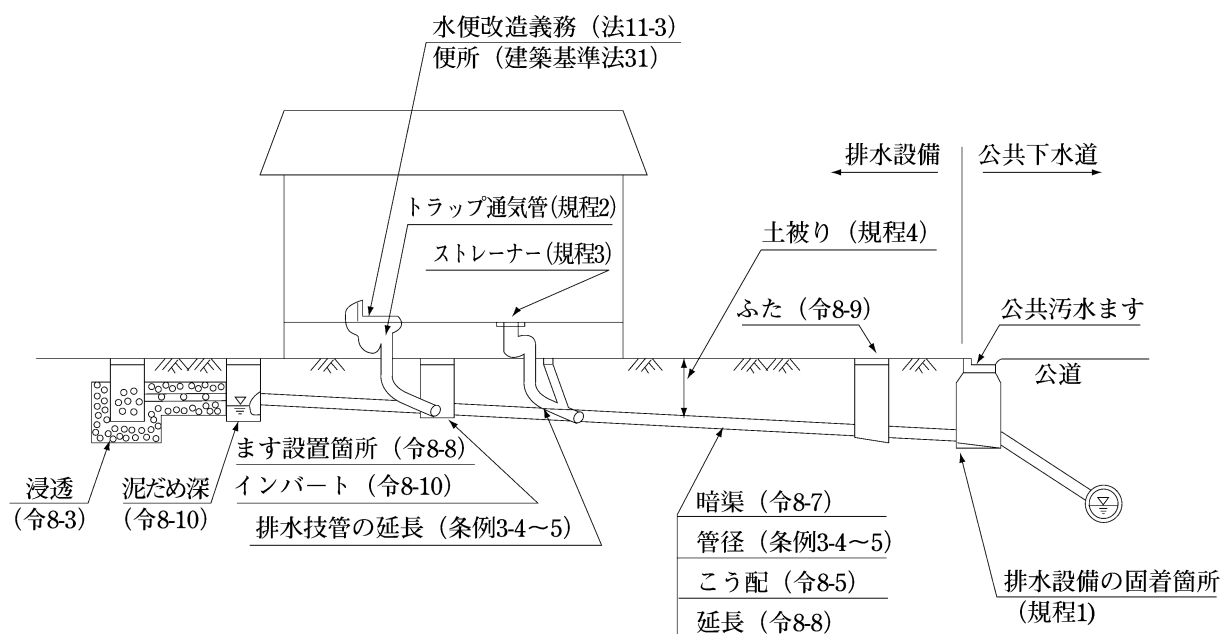 水便改造義務（法11-3）
便所（建築基準法31）
排水設備
公共下水道
トラップ通気管(規程2)
ストレーナー(規程3)
土被り（規程4）
ふた（令8-9）
公共汚水ます
公道
ます設置箇所（令8-8）
浸透
(令8-3)
泥だめ深
(令8-10)
インバート（令8-10）
排水技管の延長（条例3-4〜5）
暗渠（令8-7）
管径（条例3-4〜5）
こう配（令8-5）
延長（令8-8）
排水設備の固着箇所
（規程1)